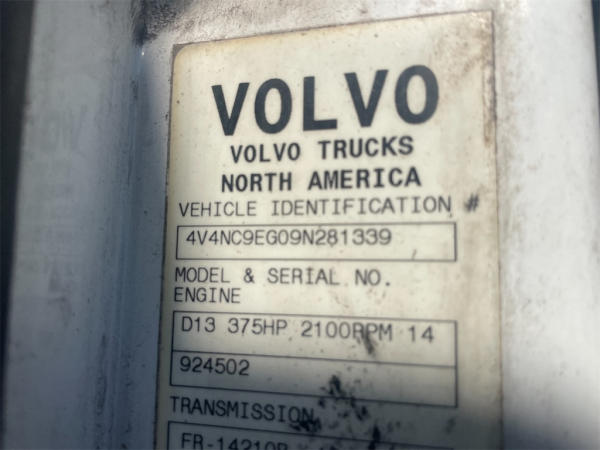 VOLVO
VOLVO TRUCKS
NORTH AMERICA
VEHICLE IDENTIFICATION #
4V4NC9EG09N281339
MODEL & SERIAL NO.
ENGINE
D13 375HP 2100RPM 14
924502
TRANSMISSION